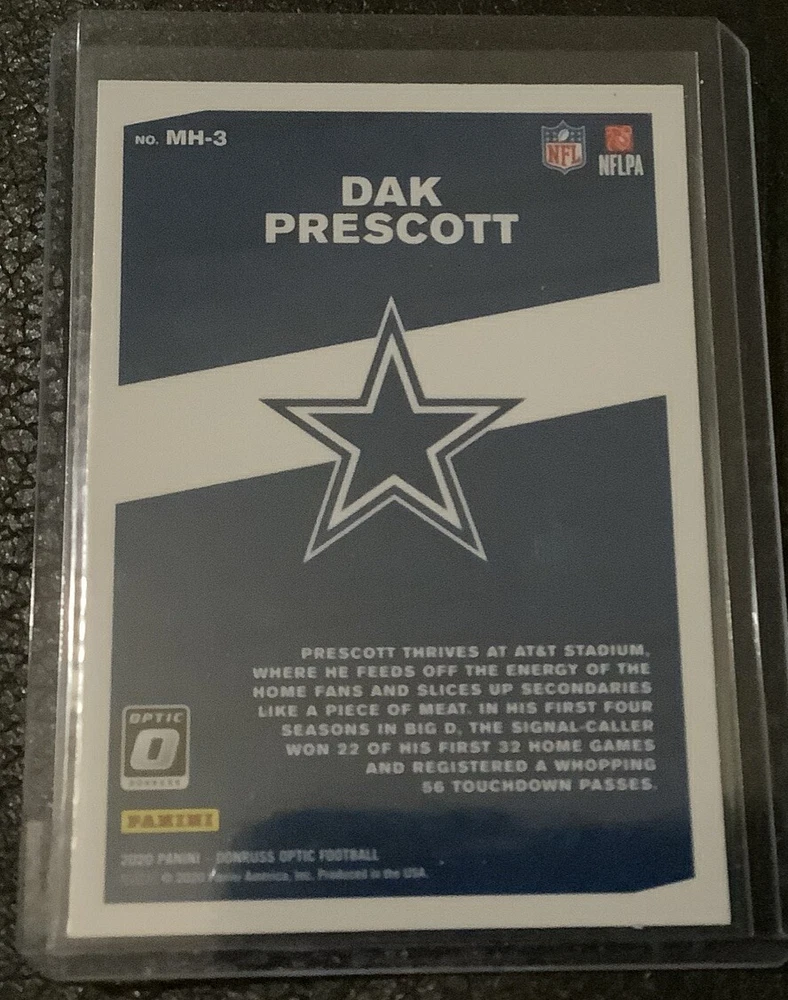 NO. MH-3
NFL
NFLPA
DAK
PRESCOTT
PRESCOTT THRIVES AT AT&T STADIUM,
WHERE HE FEEDS OFF THE ENERGY OF THE
HOME FANS AND SLICES UP SECONDARIES
LIKE A PIECE OF MEAT. IN HIS FIRST FOUR
SEASONS IN BIG D, THE SIGNAL-CALLER
WON 22 OF HIS FIRST 32 HOME GAMES
AND REGISTERED A WHOPPING
56 TOUCHDOWN PASSES.
OPTIC
O
DONRUSS
PANINI
2020 PANINI - DONRUSS OPTIC FOOTBALL
© 2020 Panini America, Inc. Produced in the USA.